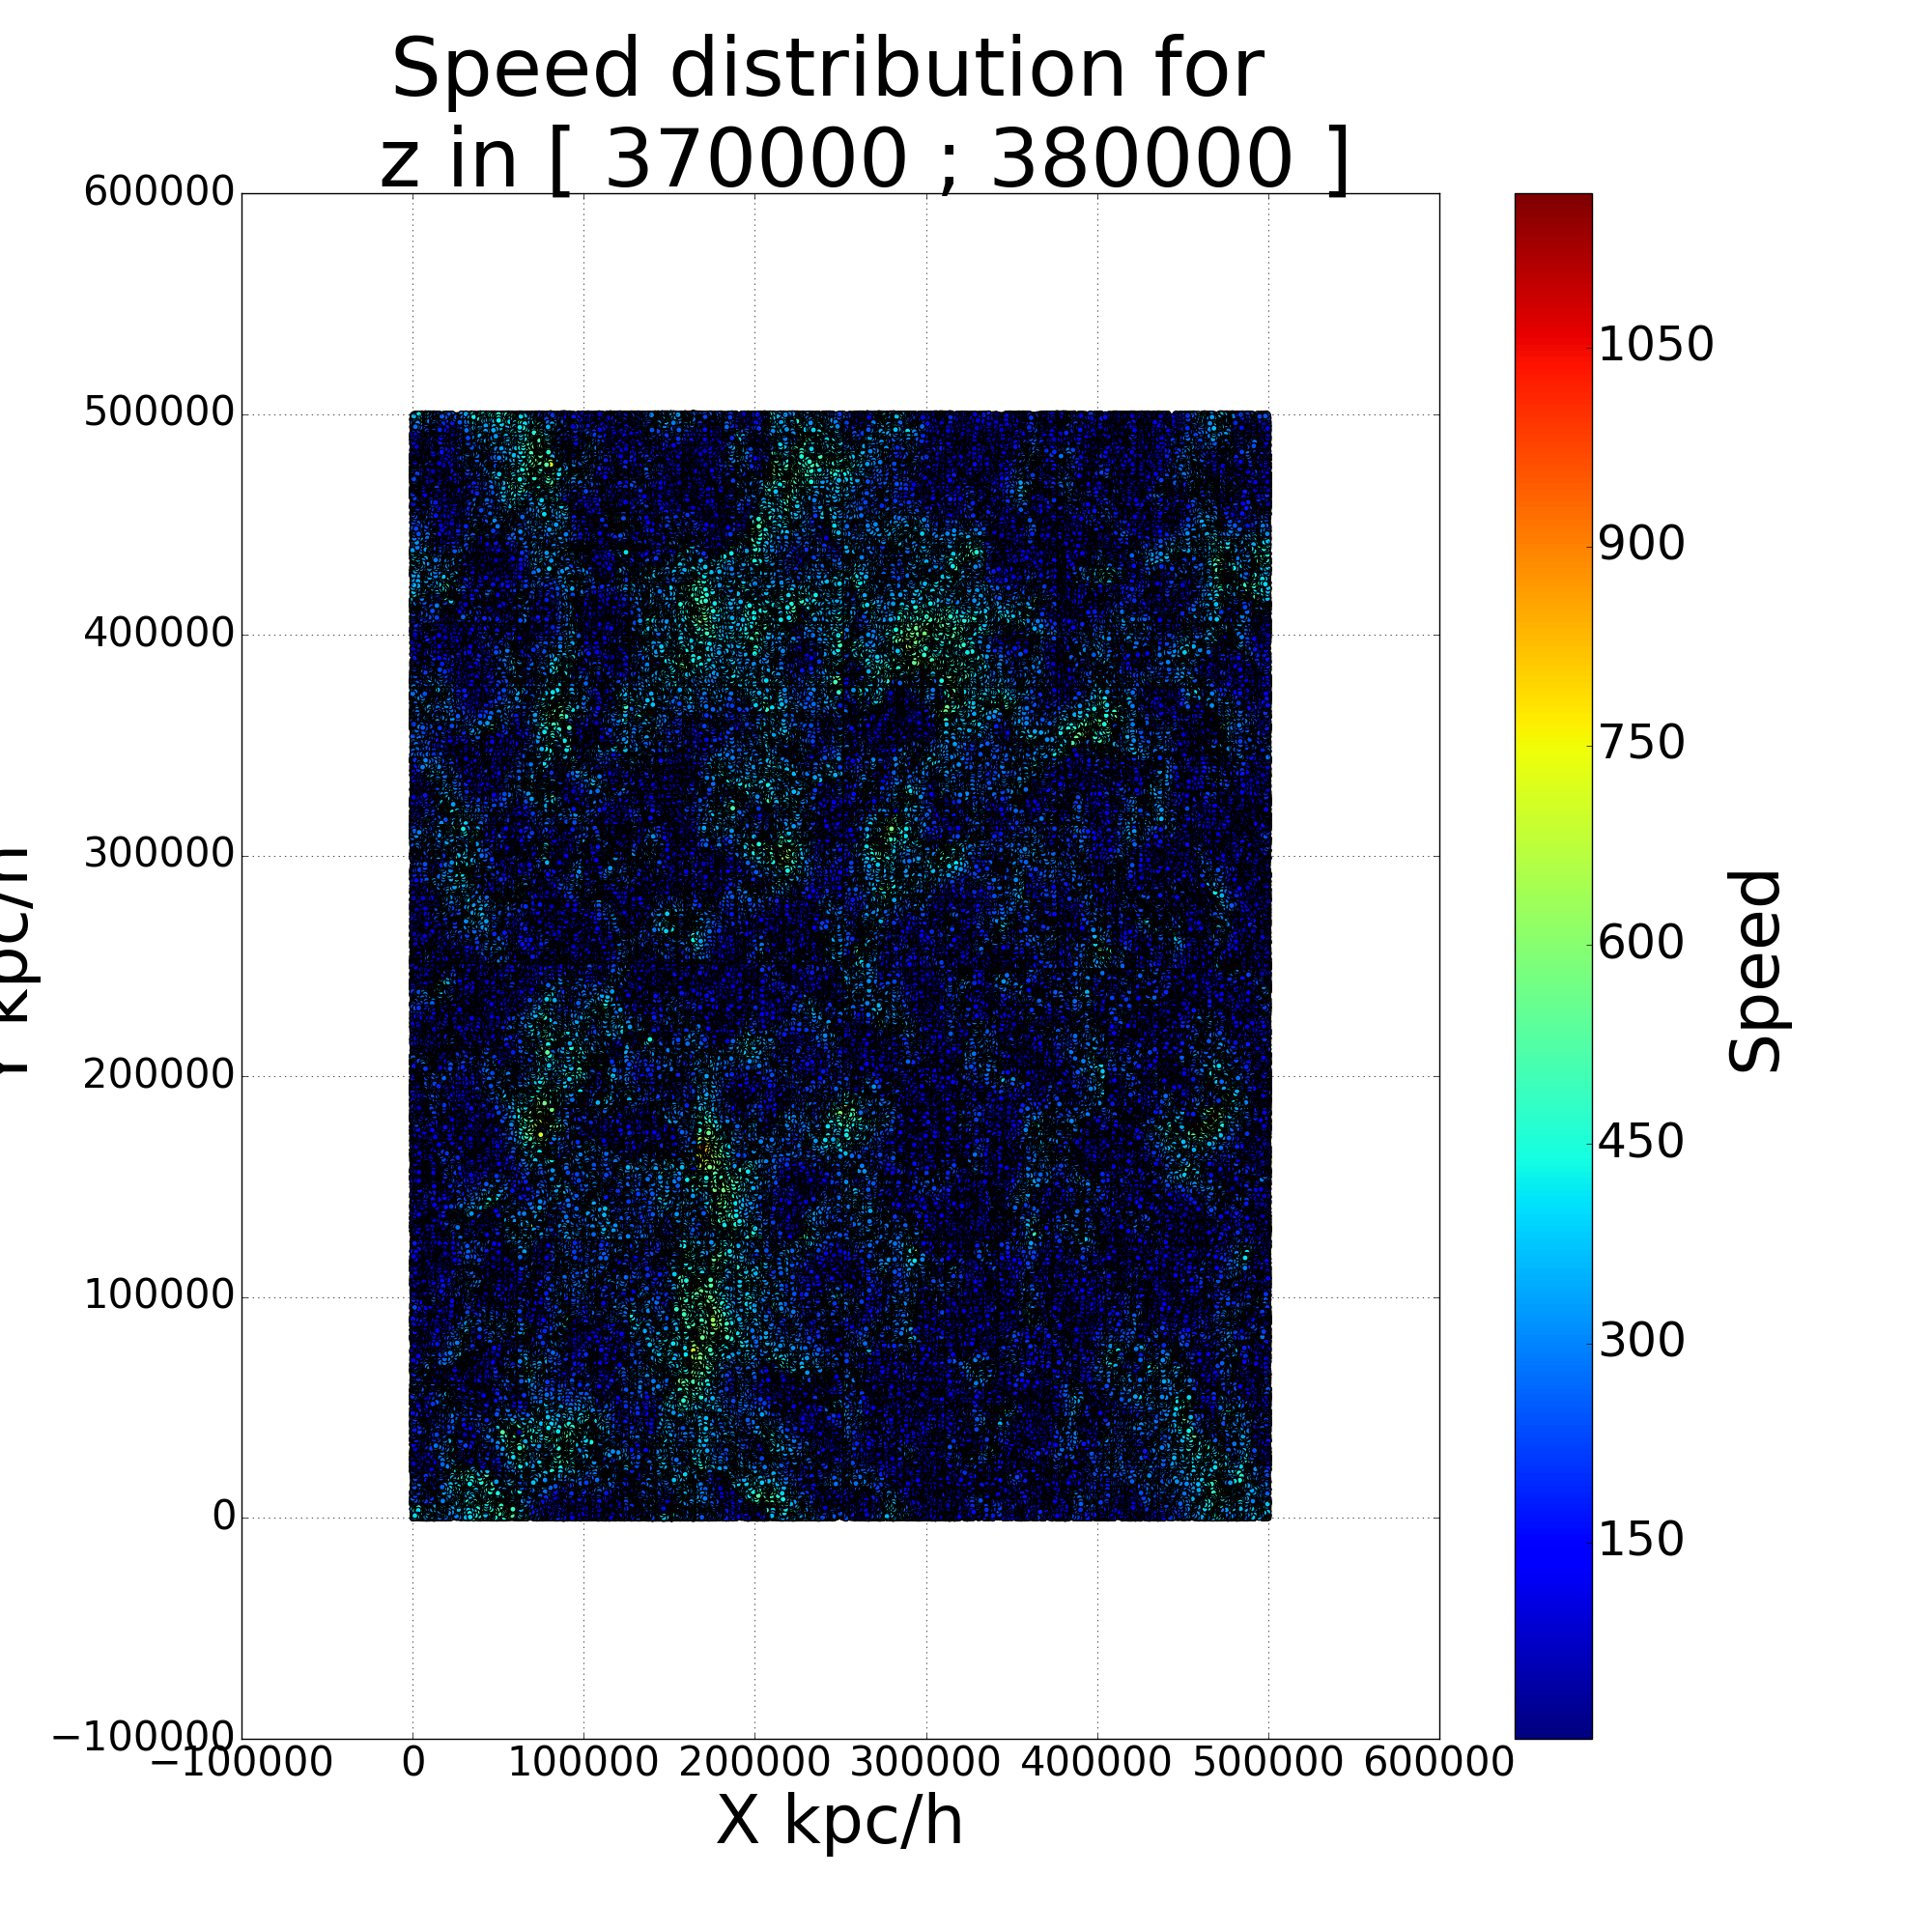 Speed distribution for
z in [ 370000 ; 380000 ]
600000
500000
400000
300000
200000
100000
0
−100000
Y kpc/h
−100000 0 100000 200000 300000 400000 500000 600000
X kpc/h
1050
900
750
600
450
300
150
Speed